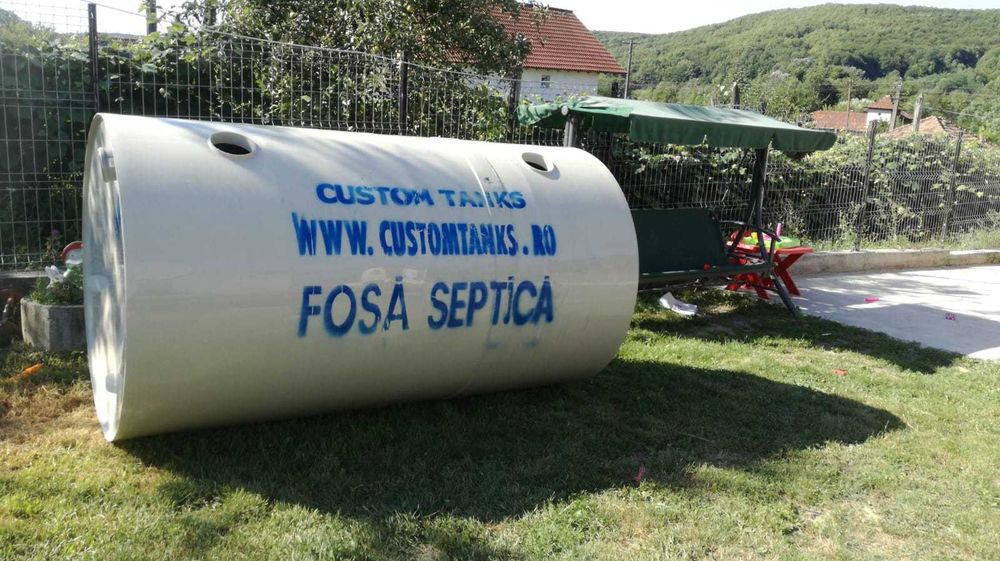 CUSTOM TANKS
WWW.CUSTOMTANKS.RO
FOSĂ SEPTICĂ